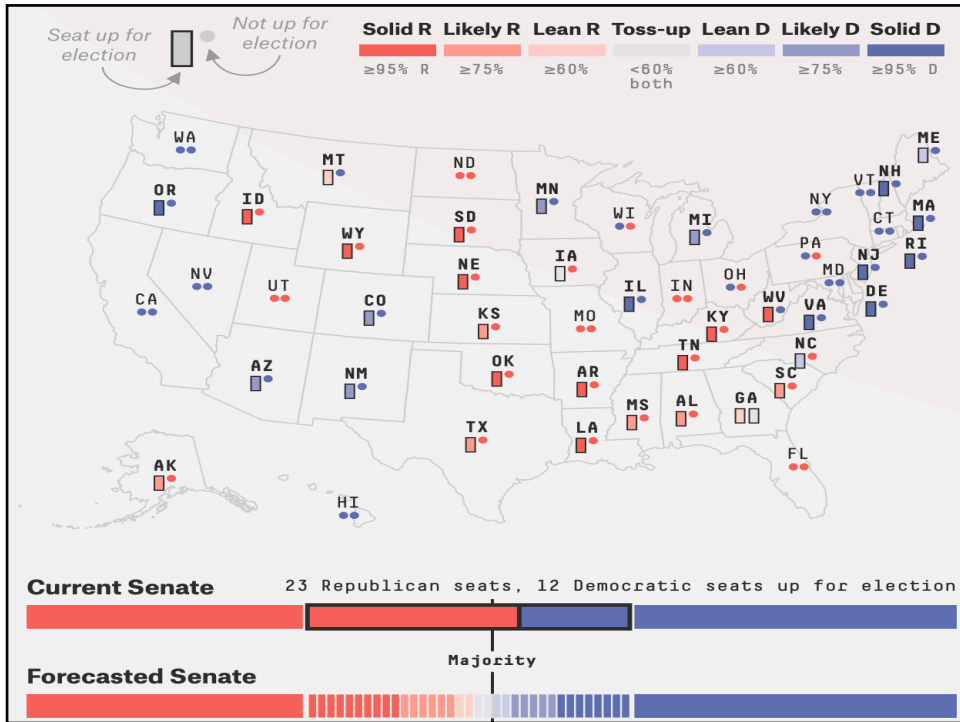 Seat up for
election
Not up for
election
Solid R Likely R Lean R Toss-up Lean D Likely D Solid D
≥95% R ≥75% ≥60% <60% ≥60% ≥75% ≥95% D
both
WA
ME
MT
ND
VT
NH
OR
ID
MN
WI
MI
NY
MA
SD
CT
WY
PA
RI
NE
IA
NJ
NV
OH
MD
UT
IL
IN
DE
CA
CO
WV
VA
KS
MO
KY
NC
TN
AZ
NM
OK
AR
SC
MS
AL
GA
TX
LA
FL
AK
HI
Current Senate
23 Republican seats, 12 Democratic seats up for election
Majority
Forecasted Senate